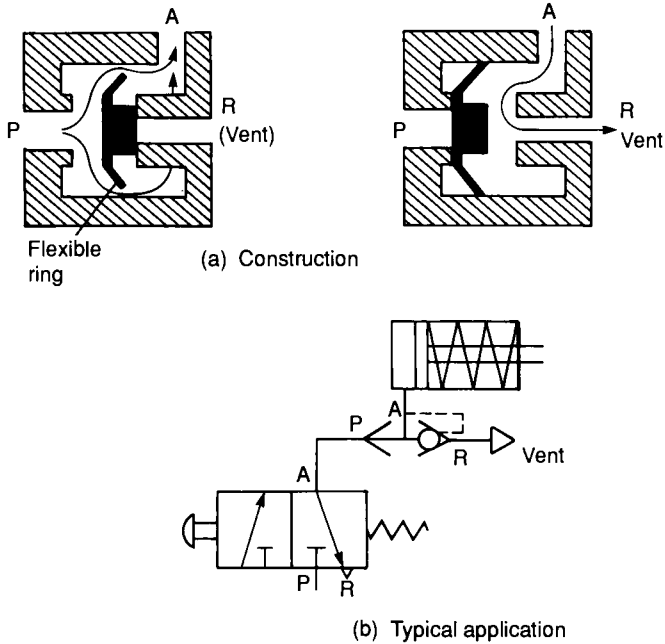 A
P
R
(Vent)
Flexible
ring
A
P
R
Vent
(a) Construction
A
P
R
Vent
A
P
R
(b) Typical application